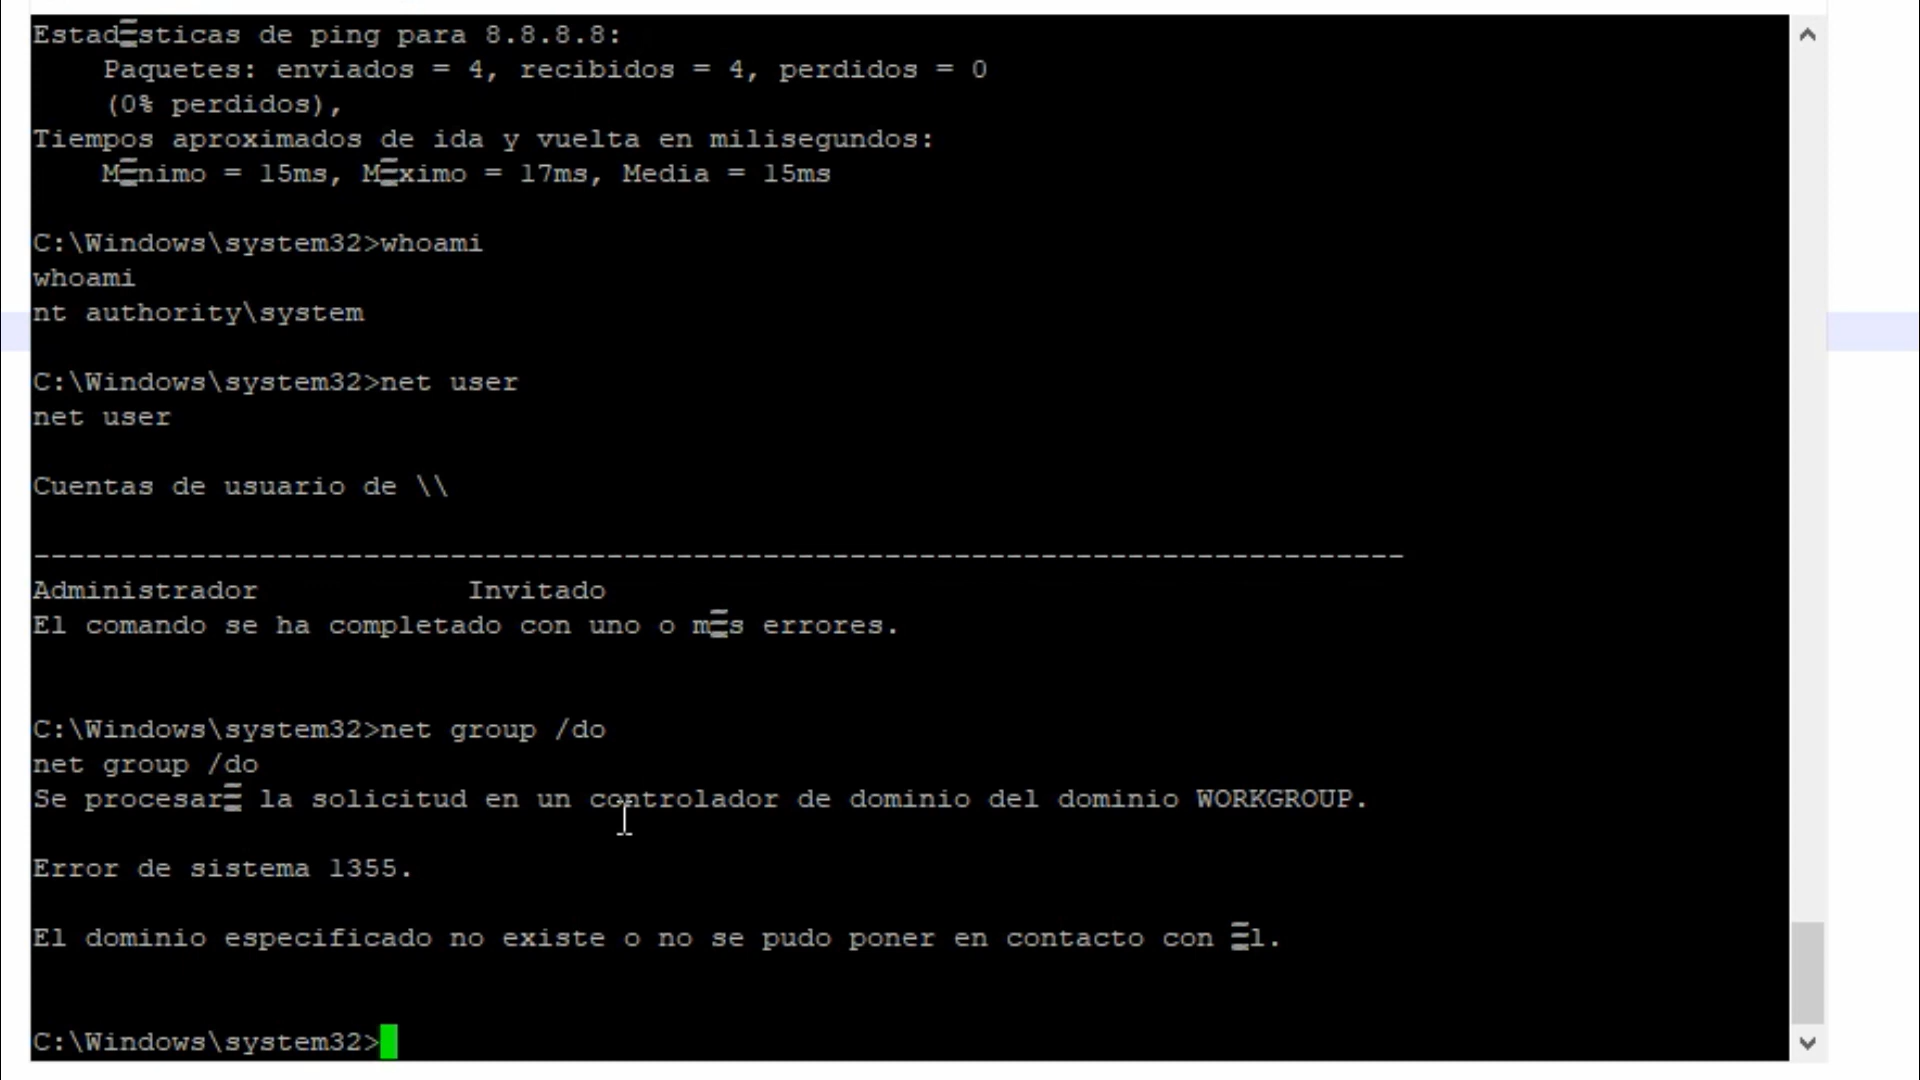 Estad�sticas de ping para 8.8.8.8:
Paquetes: enviados = 4, recibidos = 4, perdidos = 0
(0% perdidos),
Tiempos aproximados de ida y vuelta en milisegundos:
M�nimo = 15ms, M�ximo = 17ms, Media = 15ms
C:\Windows\system32>whoami
whoami
nt authority\system
C:\Windows\system32>net user
net user
Cuentas de usuario de \\
-------------------------------------------------------------------------------
Administrador Invitado
El comando se ha completado con uno o m�s errores.
C:\Windows\system32>net group /do
net group /do
Se procesar� la solicitud en un controlador de dominio del dominio WORKGROUP.
Error de sistema 1355.
El dominio especificado no existe o no se pudo poner en contacto con �l.
C:\Windows\system32>